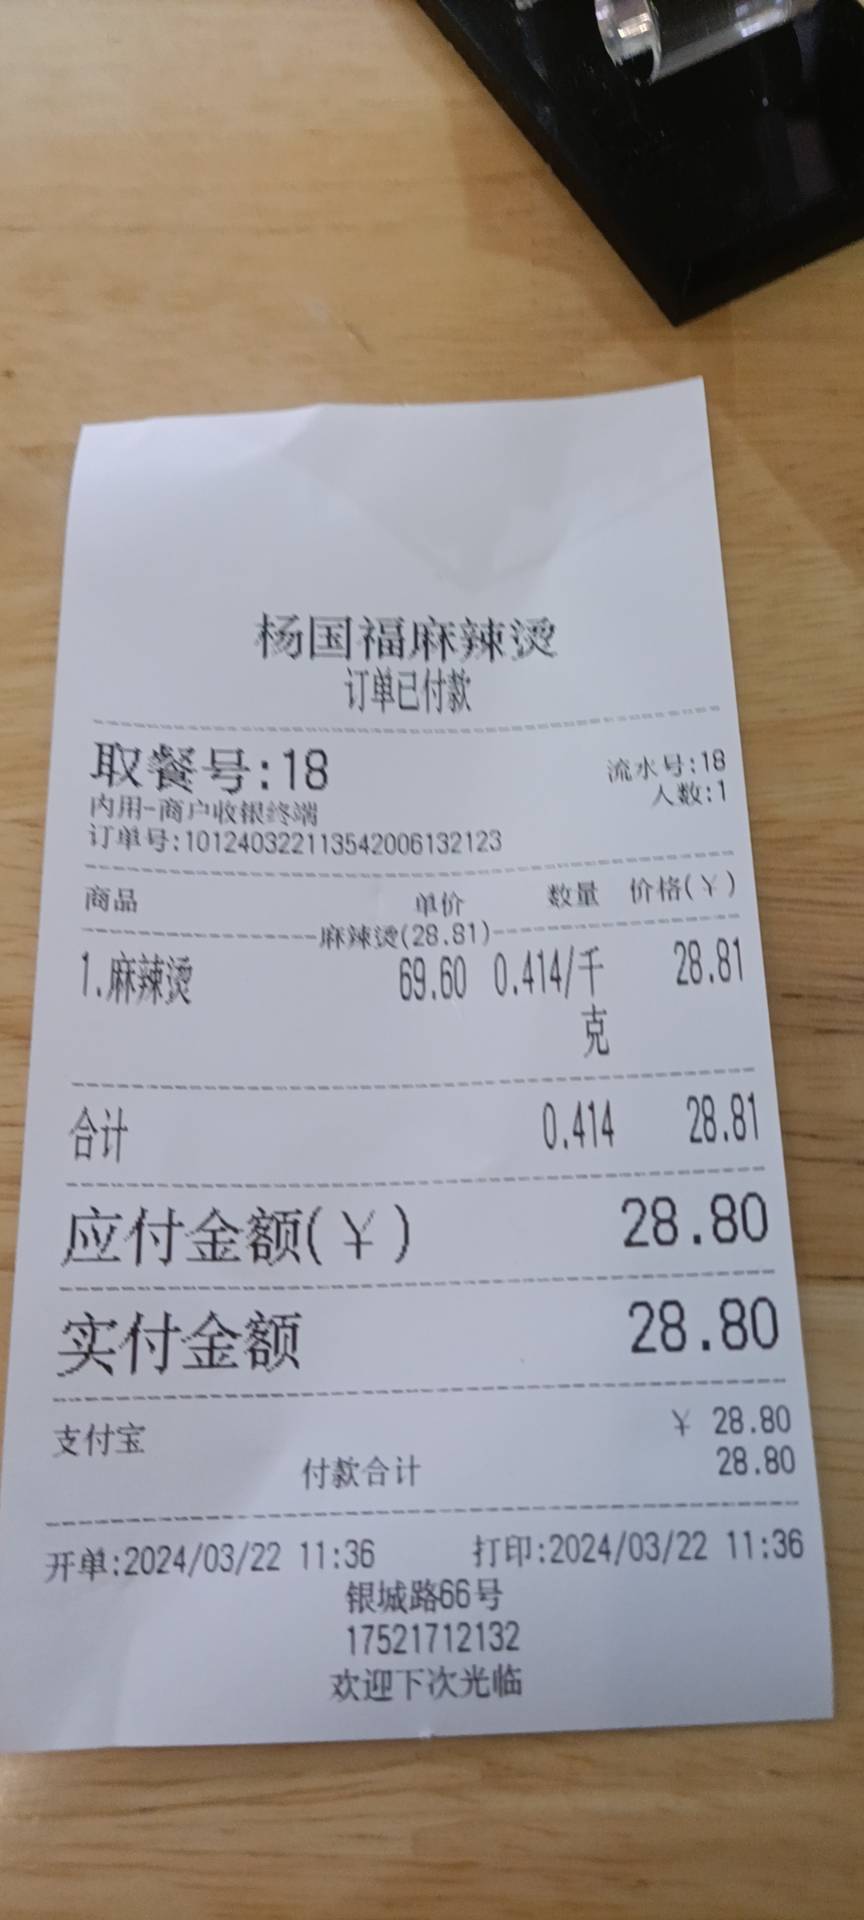 杨国福麻辣烫
订单已付款
取餐号:18 流水号:18
内用-商户收银终端 人数:1
订单号:101240322113542006132123
商品 单价 数量 价格(¥)
麻辣烫(28.81)
1.麻辣烫 69.60 0.414/千 28.81
克
合计 0.414 28.81
应付金额(¥) 28.80
实付金额 28.80
支付宝 ¥ 28.80
付款合计 28.80
开单:2024/03/22 11:36 打印:2024/03/22 11:36
银城路66号
17521712132
欢迎下次光临